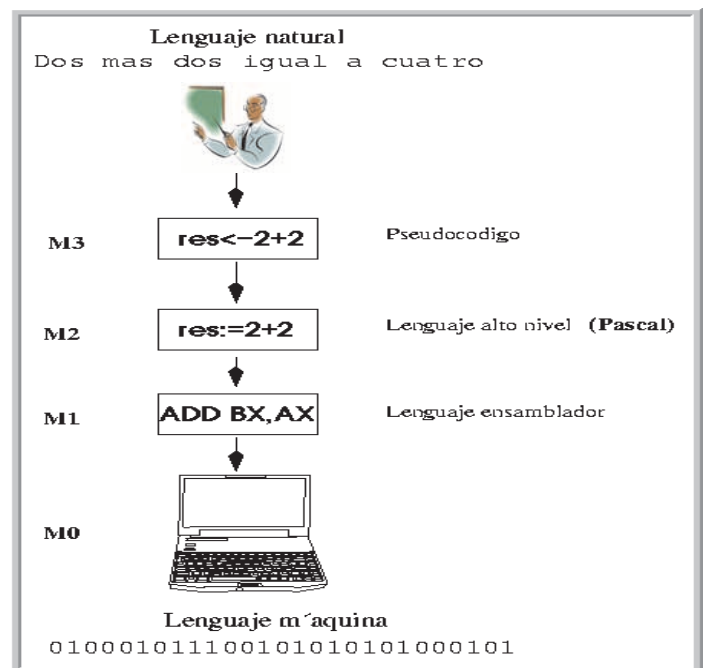 Lenguaje natural
Dos mas dos igual a cuatro
M3 res<-2+2 Pseudocodigo
M2 res:=2+2 Lenguaje alto nivel (Pascal)
M1 ADD BX,AX Lenguaje ensamblador
M0
Lenguaje m´aquina
010001011100101010101000101